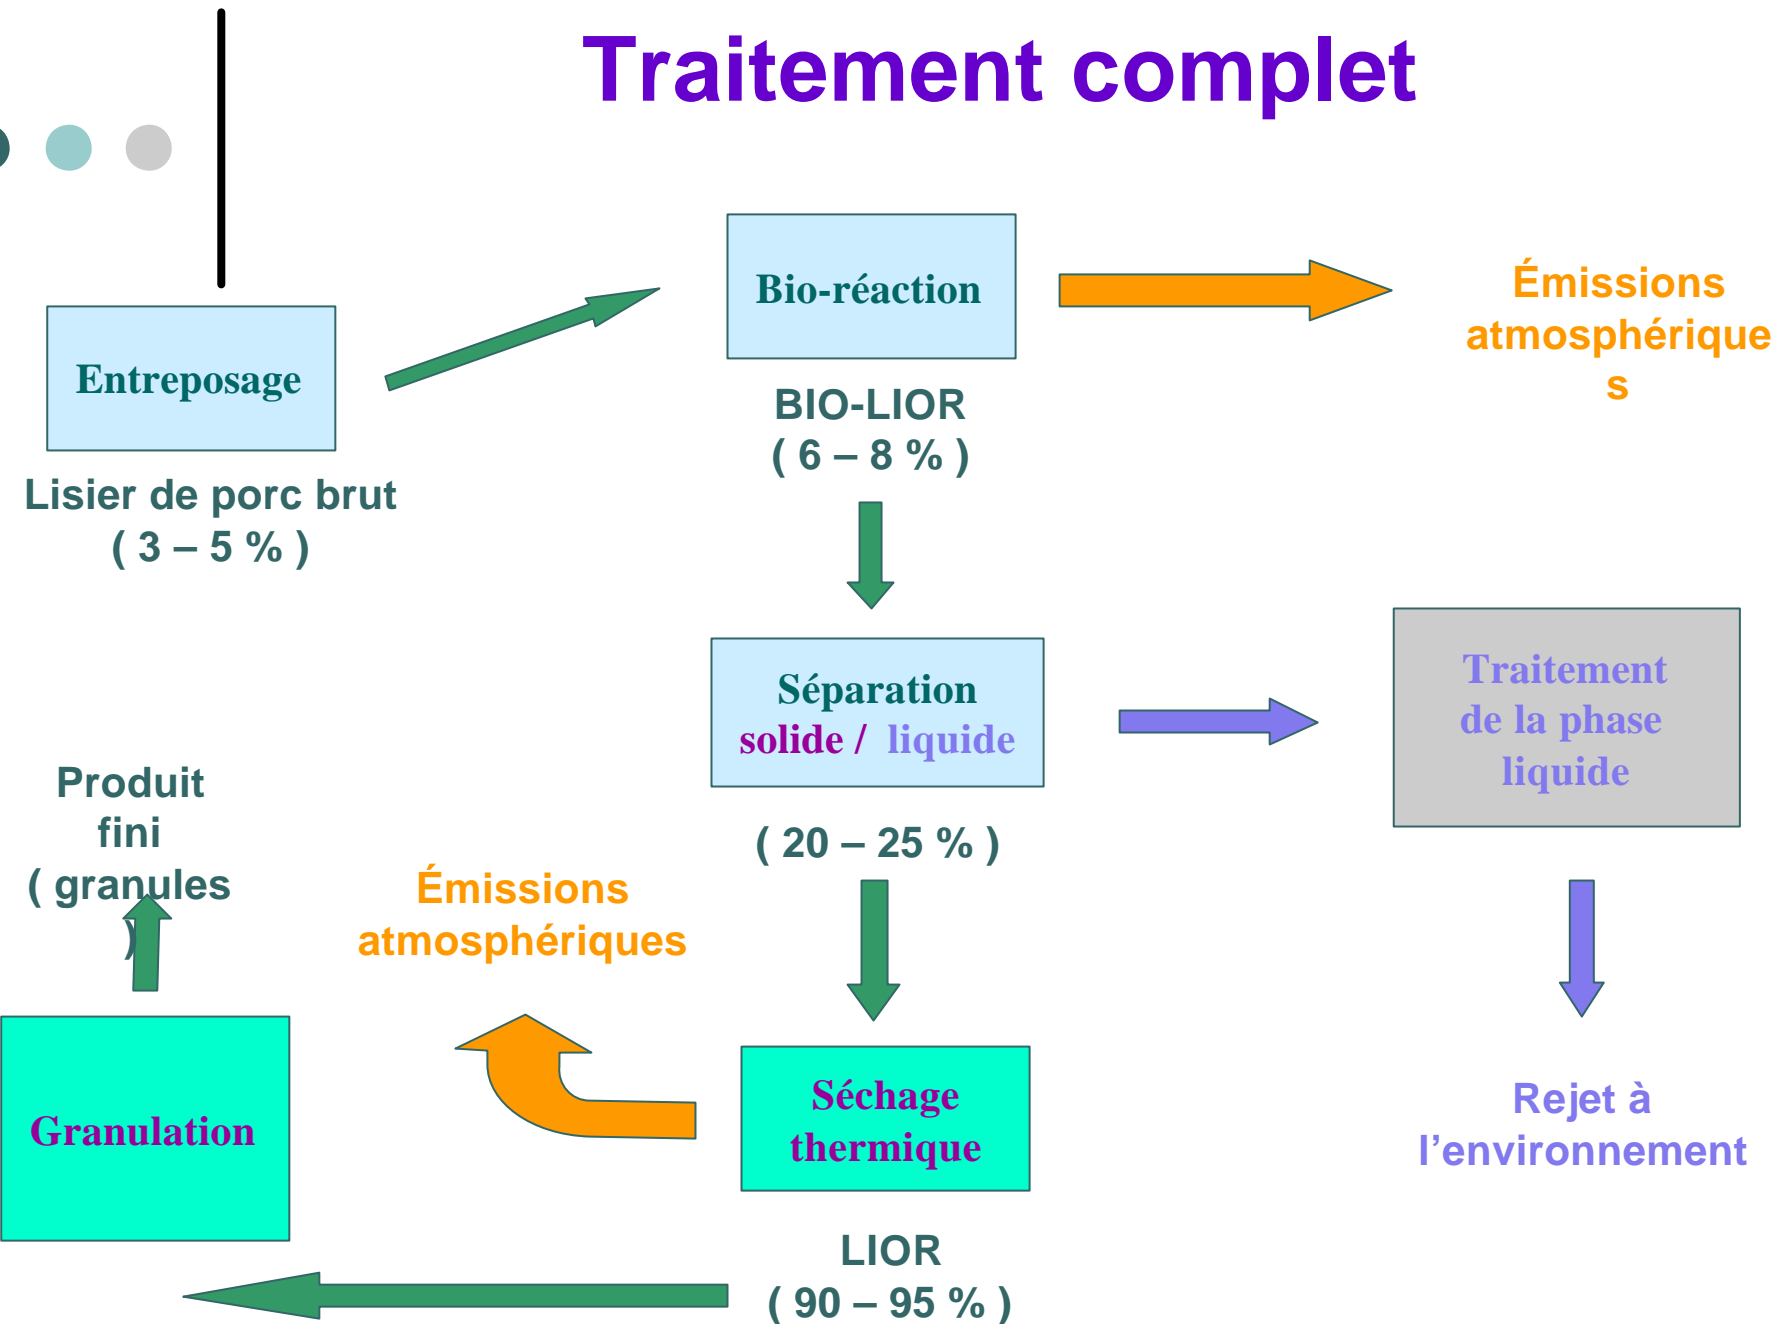 Traitement complet
Entreposage
Lisier de porc brut
( 3 – 5 % )
Bio-réaction
BIO-LIOR
( 6 – 8 % )
Émissions
atmosphérique
s
Séparation
solide / liquide
( 20 – 25 % )
Traitement
de la phase
liquide
Rejet à
l’environnement
Séchage
thermique
LIOR
( 90 – 95 % )
Émissions
atmosphériques
Granulation
Produit
fini
( granules
)